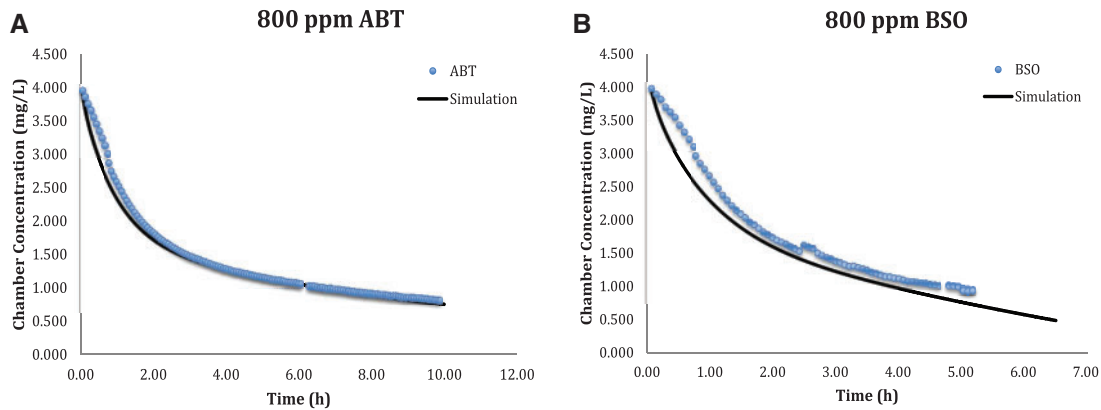 A
800 ppm ABT
Chamber Concentration (mg/L)
4.500
4.000
3.500
3.000
2.500
2.000
1.500
1.000
0.500
0.000
0.00 2.00 4.00 6.00 8.00 10.00 12.00
Time (h)
ABT
Simulation
B
800 ppm BSO
Chamber Concentration (mg/L)
4.500
4.000
3.500
3.000
2.500
2.000
1.500
1.000
0.500
0.000
0.00 1.00 2.00 3.00 4.00 5.00 6.00 7.00
Time (h)
BSO
Simulation